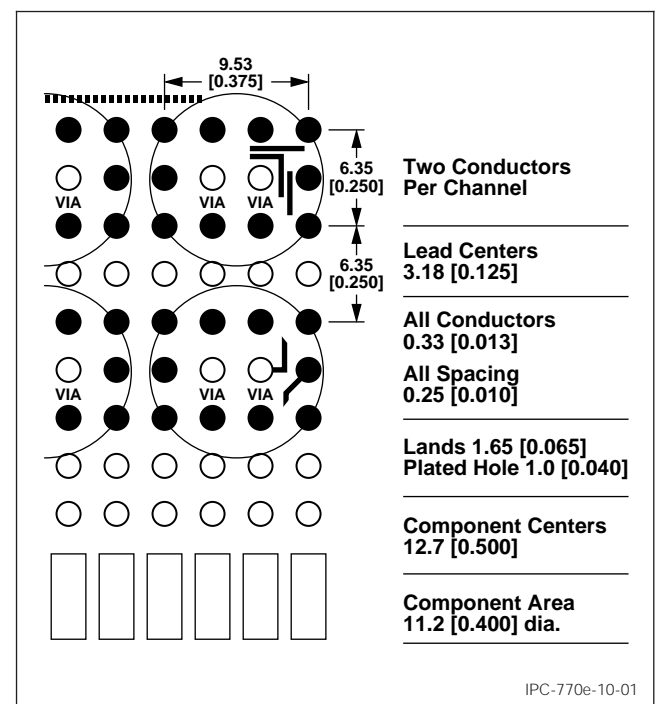 9.53
[0.375]
6.35
[0.250]
Two Conductors
Per Channel
VIA VIA VIA
6.35
[0.250]
Lead Centers
3.18 [0.125]
All Conductors
0.33 [0.013]
All Spacing
0.25 [0.010]
VIA VIA VIA
Lands 1.65 [0.065]
Plated Hole 1.0 [0.040]
Component Centers
12.7 [0.500]
Component Area
11.2 [0.400] dia.
IPC-770e-10-01